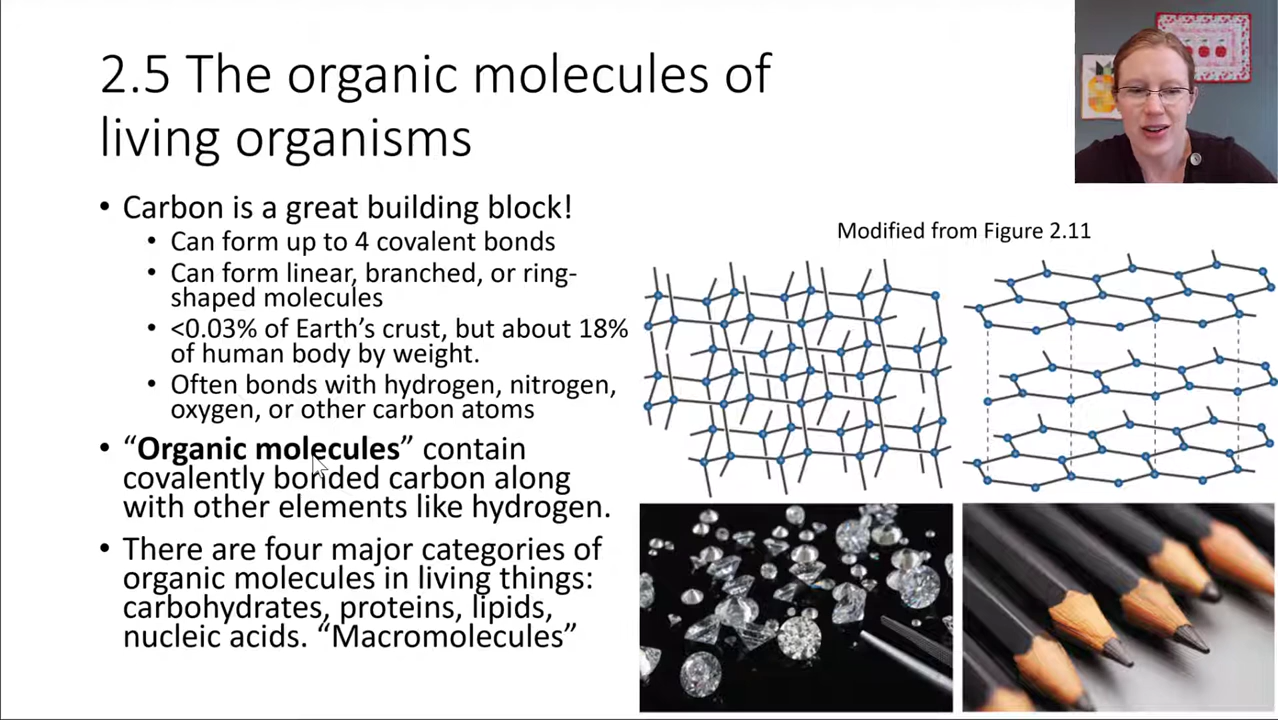 2.5 The organic molecules of
living organisms
• Carbon is a great building block!
• Can form up to 4 covalent bonds
• Can form linear, branched, or ring-
shaped molecules
• <0.03% of Earth’s crust, but about 18%
of human body by weight.
• Often bonds with hydrogen, nitrogen,
oxygen, or other carbon atoms
• “Organic molecules” contain
covalently bonded carbon along
with other elements like hydrogen.
• There are four major categories of
organic molecules in living things:
carbohydrates, proteins, lipids,
nucleic acids. “Macromolecules”
Modified from Figure 2.11